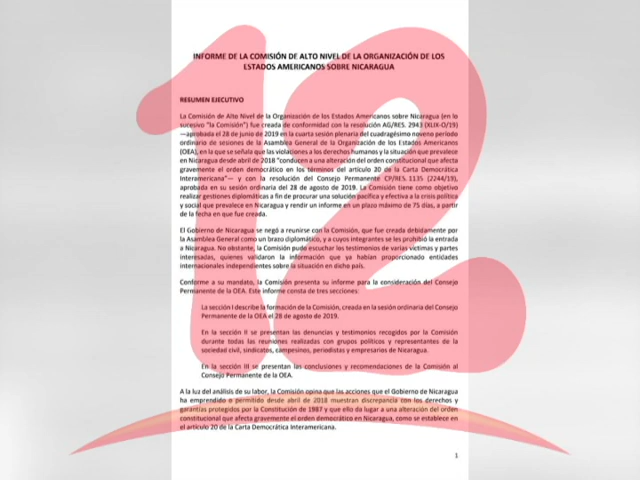 12
INFORME DE LA COMISIÓN DE ALTO NIVEL DE LA ORGANIZACIÓN DE LOS
ESTADOS AMERICANOS SOBRE NICARAGUA
RESUMEN EJECUTIVO
La Comisión de Alto Nivel de la Organización de los Estados Americanos sobre Nicaragua (en lo
sucesivo "la Comisión") fue creada de conformidad con la resolución AG/RES. 2943 (XLIX-O/19)
—aprobada el 28 de junio de 2019 en la cuarta sesión plenaria del cuadragésimo noveno período
ordinario de sesiones de la Asamblea General de la Organización de los Estados Americanos
(OEA), en la que se señala que las violaciones a los derechos humanos y la situación que prevalece
en Nicaragua desde abril de 2018 "conducen a una alteración del orden constitucional que afecta
gravemente el orden democrático en los términos del artículo 20 de la Carta Democrática
Interamericana"— y con la resolución del Consejo Permanente CP/RES. 1135 (2244/19),
aprobada en su sesión ordinaria del 28 de agosto de 2019. La Comisión tiene como objetivo
realizar gestiones diplomáticas a fin de procurar una solución pacífica y efectiva a la crisis política
y social que prevalece en Nicaragua y rendir un informe en un plazo máximo de 75 días, a partir
de la fecha en que fue creada.
El Gobierno de Nicaragua se negó a reunirse con la Comisión, que fue creada debidamente por
la Asamblea General como un brazo diplomático, y a cuyos integrantes se les prohibió la entrada
a Nicaragua. No obstante, la Comisión pudo escuchar los testimonios de varias víctimas y partes
interesadas, quienes validaron la información que ya habían proporcionado entidades
internacionales independientes sobre la situación en dicho país.
Conforme a su mandato, la Comisión presenta su informe para la consideración del Consejo
Permanente de la OEA. Este informe consta de tres secciones:
La sección I describe la formación de la Comisión, creada en la sesión ordinaria del Consejo
Permanente de la OEA el 28 de agosto de 2019.
En la sección II se presentan las denuncias y testimonios recogidos por la Comisión
durante todas las reuniones realizadas con grupos políticos y representantes de la
sociedad civil, sindicatos, campesinos, periodistas y empresarios de Nicaragua.
En la sección III se presentan las conclusiones y recomendaciones de la Comisión al
Consejo Permanente de la OEA.
A la luz del análisis de su labor, la Comisión opina que las acciones que el Gobierno de Nicaragua
ha emprendido o permitido desde abril de 2018 muestran discrepancia con los derechos y
garantías protegidos por la Constitución de 1987 y que ello da lugar a una alteración del orden
constitucional que afecta gravemente el orden democrático en Nicaragua, como se establece en
el artículo 20 de la Carta Democrática Interamericana.
1